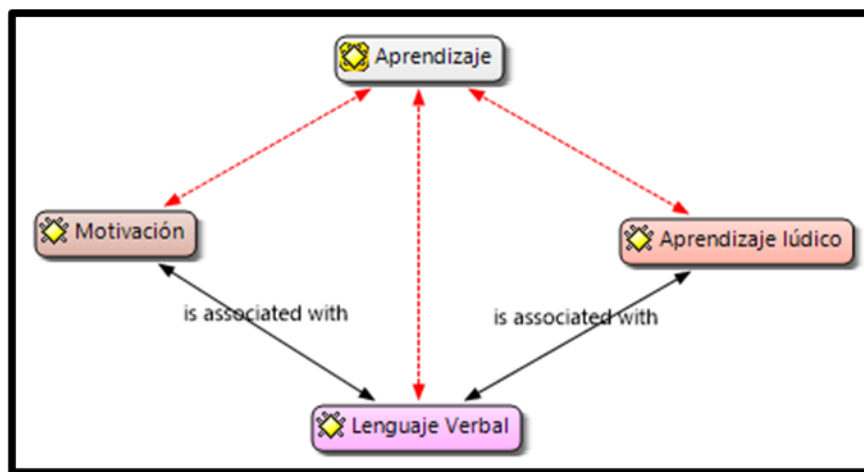 Aprendizaje
Motivación
Aprendizaje lúdico
is associated with
is associated with
Lenguaje Verbal